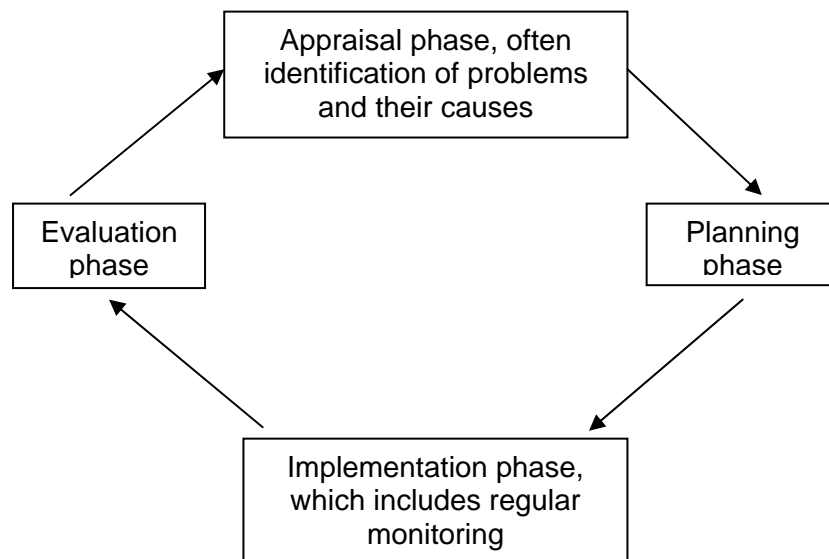 Appraisal phase, often
identification of problems
and their causes
Evaluation
phase
Planning
phase
Implementation phase,
which includes regular
monitoring